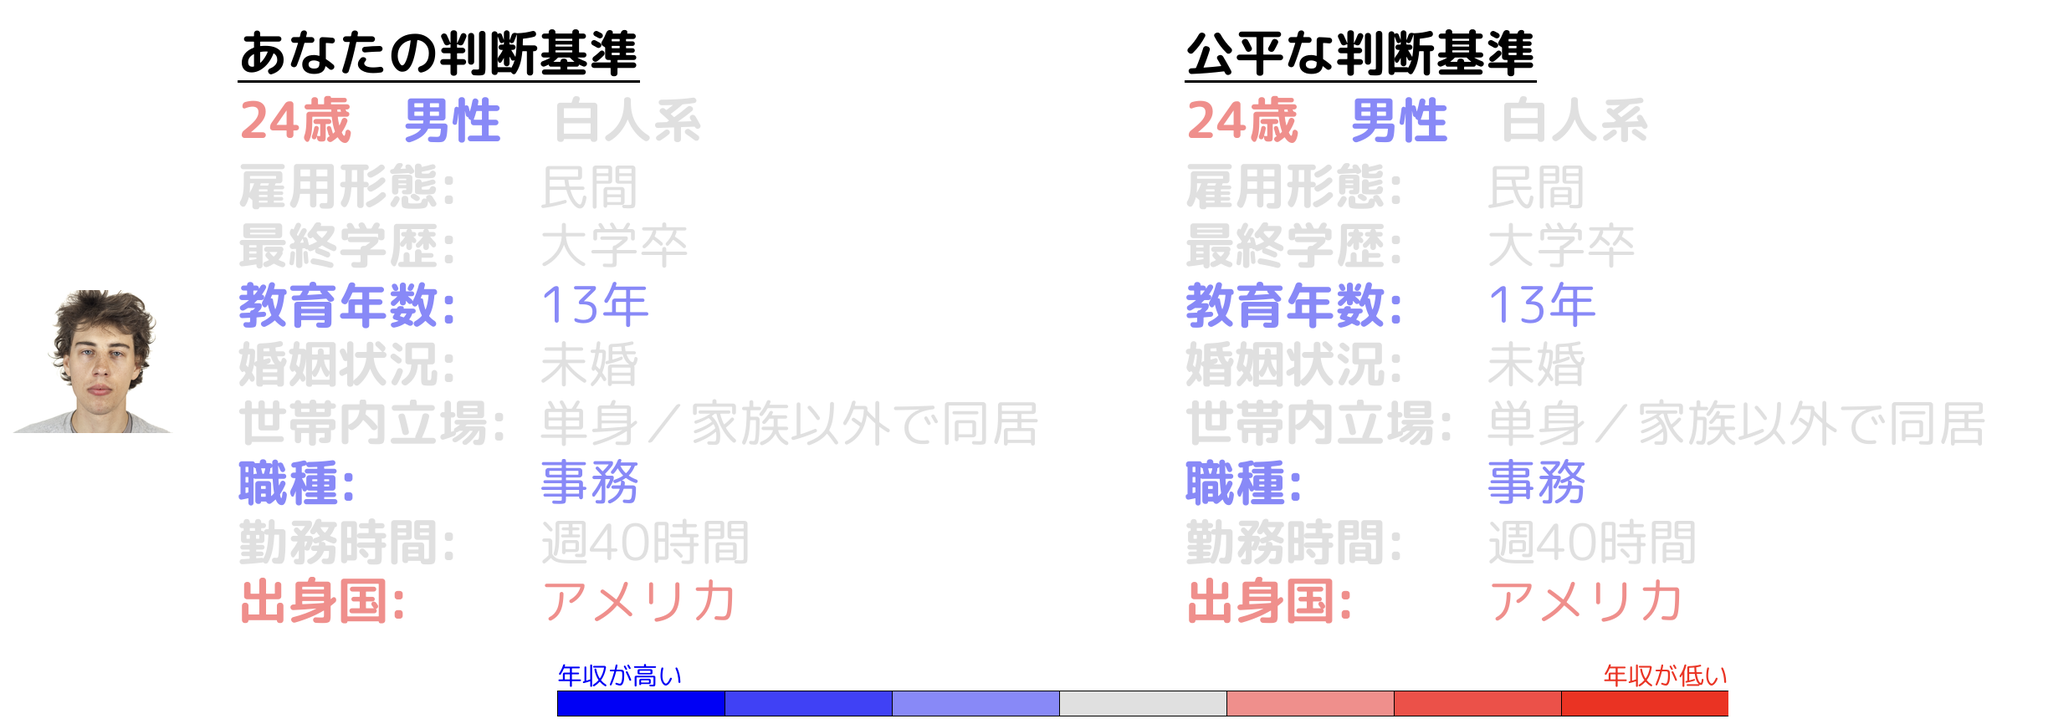 あなたの判断基準
24歳 男性 白人系
雇用形態: 民間
最終学歴: 大学卒
教育年数: 13年
婚姻状況: 未婚
世帯内立場: 単身／家族以外で同居
職種: 事務
勤務時間: 週40時間
出身国: アメリカ
公平な判断基準
24歳 男性 白人系
雇用形態: 民間
最終学歴: 大学卒
教育年数: 13年
婚姻状況: 未婚
世帯内立場: 単身／家族以外で同居
職種: 事務
勤務時間: 週40時間
出身国: アメリカ
年収が高い
年収が低い